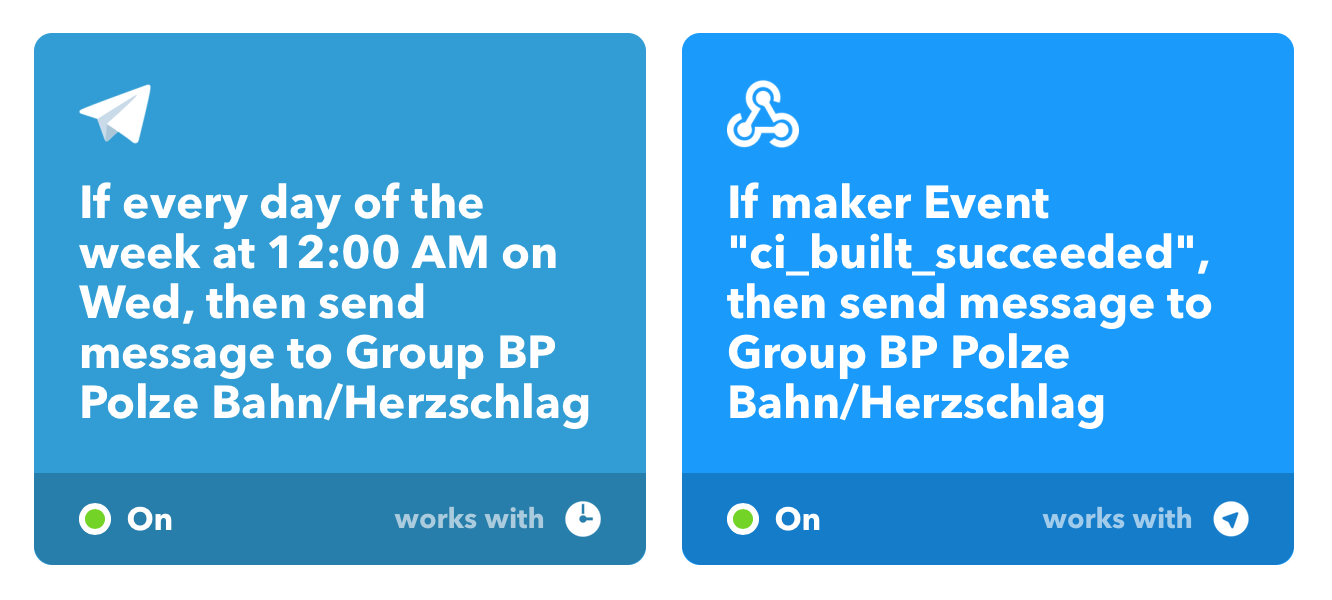 If every day of the
week at 12:00 AM on
Wed, then send
message to Group BP
Polze Bahn/Herzschlag
On
works with
If maker Event
"ci_built_succeeded",
then send message to
Group BP Polze
Bahn/Herzschlag
On
works with